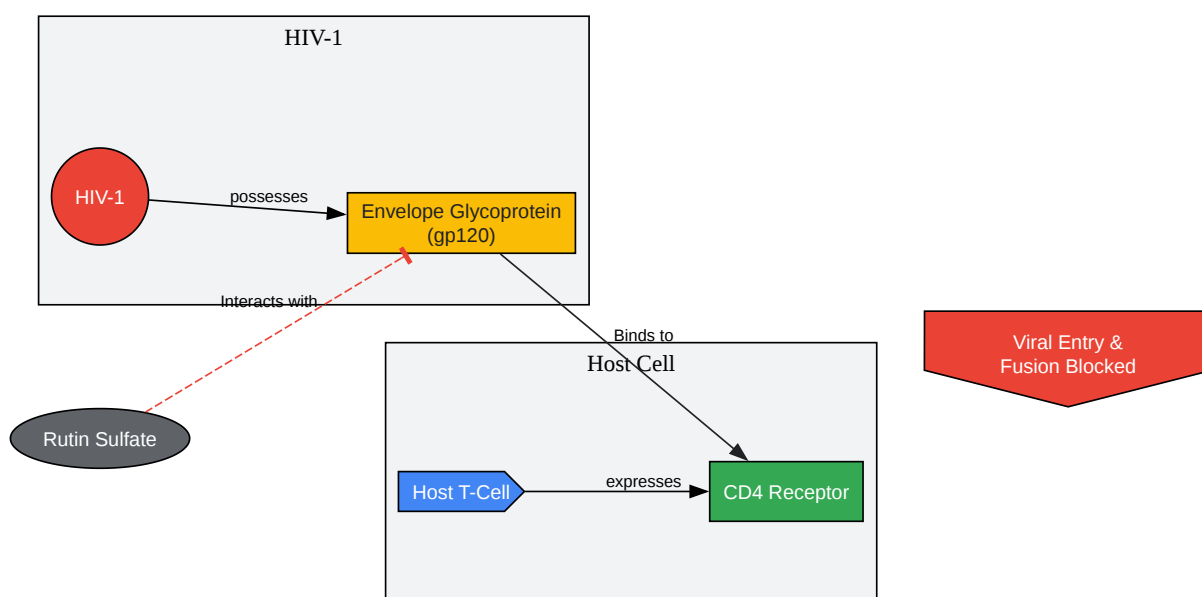 HIV-1
HIV-1
possesses
Envelope Glycoprotein
(gp120)
Interacts with
Binds to
Host Cell
Viral Entry &
Fusion Blocked
Rutin Sulfate
Host T-Cell
expresses
CD4 Receptor